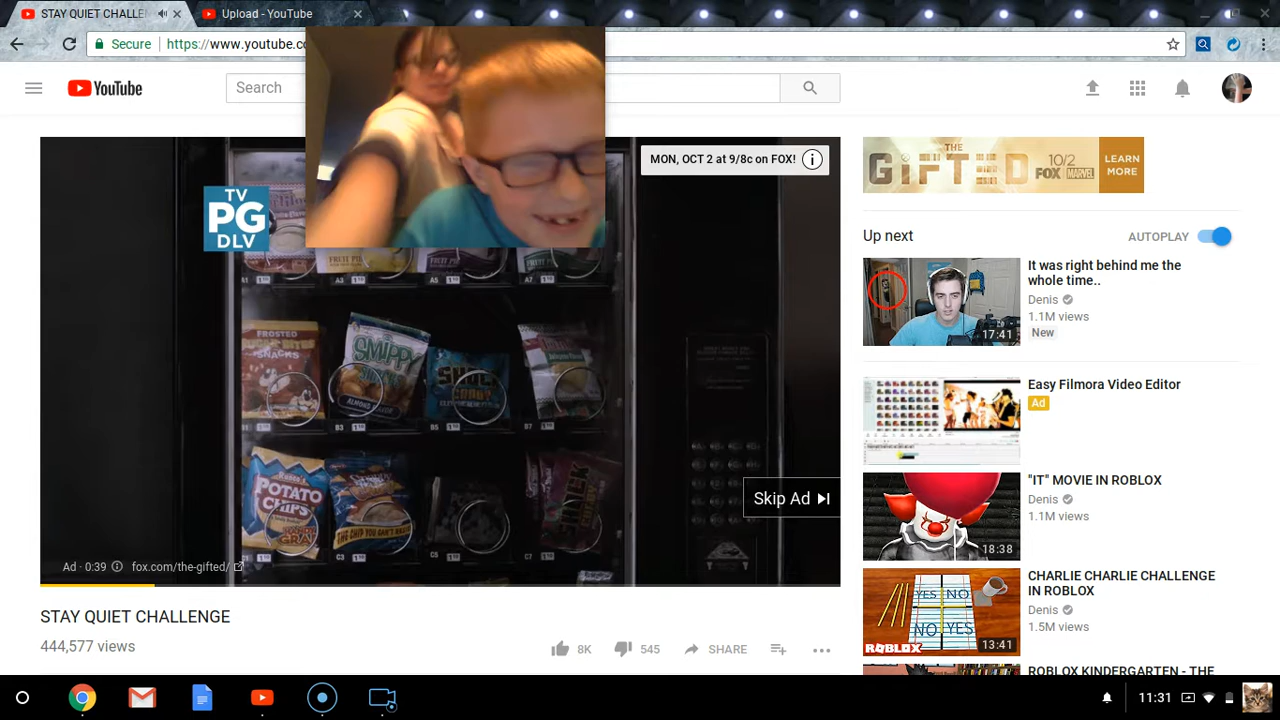 STAY QUIET CHALLE
Upload - YouTube
Secure
https://www.youtube.co
YouTube
Search
MON, OCT 2 at 9/8c on FOX!
TV
PG
DLV
SMIPPY
ALMOND FLAVOR
POTATO
CHIPS
Skip Ad
Ad · 0:39
fox.com/the-gifted/
STAY QUIET CHALLENGE
444,577 views
8K
545
SHARE
THE
GIFTED
10/2
FOX MARVEL
LEARN
MORE
Up next
AUTOPLAY
17:41
It was right behind me the
whole time..
Denis
1.1M views
New
Easy Filmora Video Editor
Ad
18:38
"IT" MOVIE IN ROBLOX
Denis
1.1M views
YES NO
NO YES
ROBLOX
13:41
CHARLIE CHARLIE CHALLENGE
IN ROBLOX
Denis
1.5M views
ROBLOX KINDERGARTEN - THE
11:31